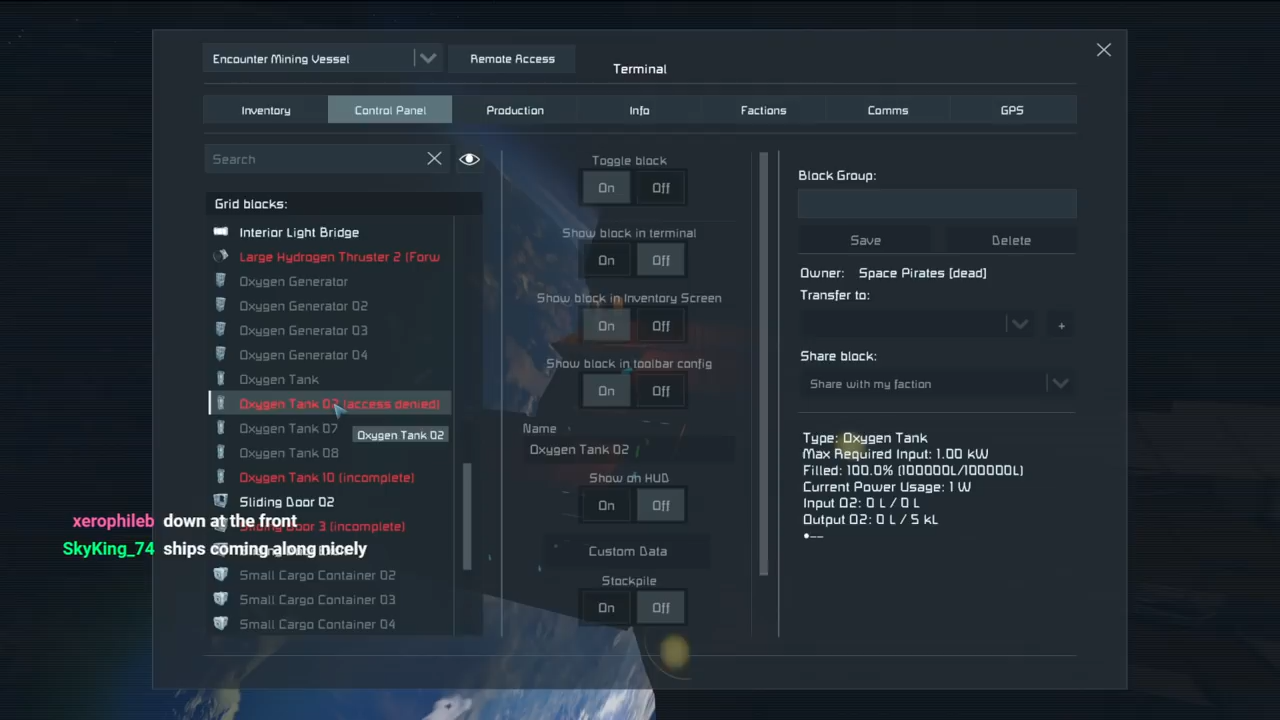 Encounter Mining Vessel
Remote Access
Terminal
Inventory
Control Panel
Production
Info
Factions
Comms
GPS
Search
Grid blocks:
Interior Light Bridge
Large Hydrogen Thruster 2 (Forw
Oxygen Generator
Oxygen Generator 02
Oxygen Generator 03
Oxygen Generator 04
Oxygen Tank
Oxygen Tank 02 (access denied)
Oxygen Tank 07
Oxygen Tank 02
Oxygen Tank 08
Oxygen Tank 10 (incomplete)
Sliding Door 02
Sliding Door 3 (incomplete)
Small Cargo Container 02
Small Cargo Container 03
Small Cargo Container 04
xerophileb down at the front
SkyKing_74 ships coming along nicely
Toggle block
On Off
Show block in terminal
On Off
Show block in Inventory Screen
On Off
Show block in toolbar config
On Off
Name
Oxygen Tank 02
Show on HUD
On Off
Custom Data
Stockpile
On Off
Block Group:
Save Delete
Owner: Space Pirates [dead]
Transfer to:
+
Share block:
Share with my faction
Type: Oxygen Tank
Max Required Input: 1.00 kW
Filled: 100.0% (100000L/100000L)
Current Power Usage: 1 W
Input O2: 0 L / 0 L
Output O2: 0 L / 5 kL
•--